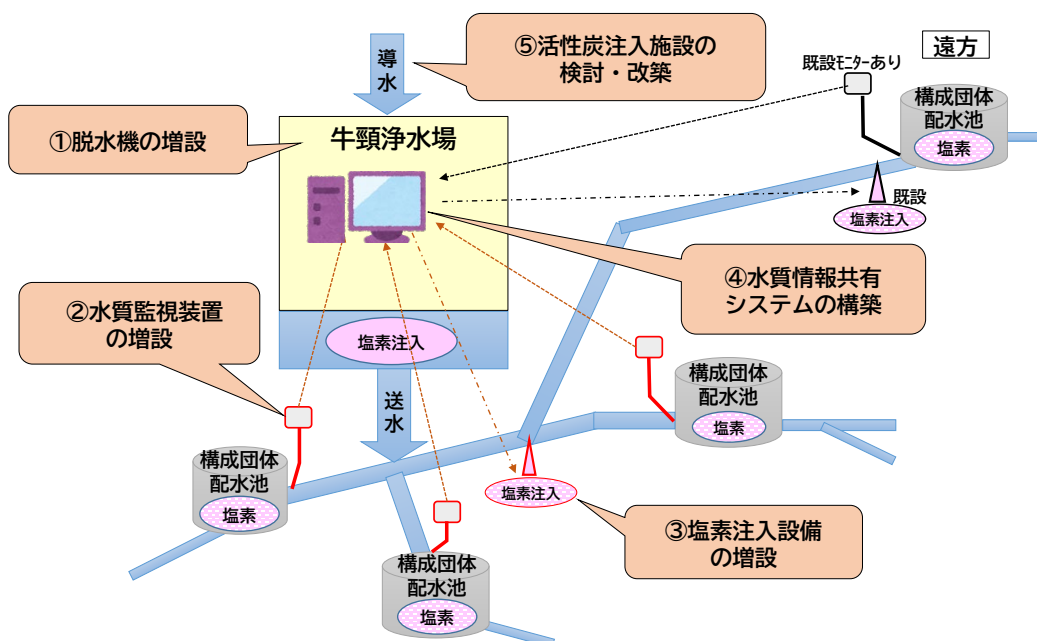 導水
⑤活性炭注入施設の
検討・改築
遠方
既設ﾓﾆﾀｰあり
構成団体
配水池
塩素
①脱水機の増設
牛頸浄水場
既設
塩素注入
④水質情報共有
システムの構築
②水質監視装置
の増設
塩素注入
送水
構成団体
配水池
塩素
構成団体
配水池
塩素
塩素注入
③塩素注入設備
の増設
構成団体
配水池
塩素